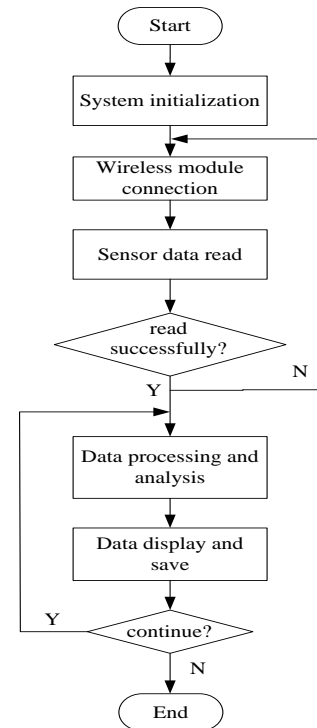 Start
System initialization
Wireless module
connection
Sensor data read
read
successfully?
Y
N
Data processing and
analysis
Data display and
save
Y
continue?
N
End